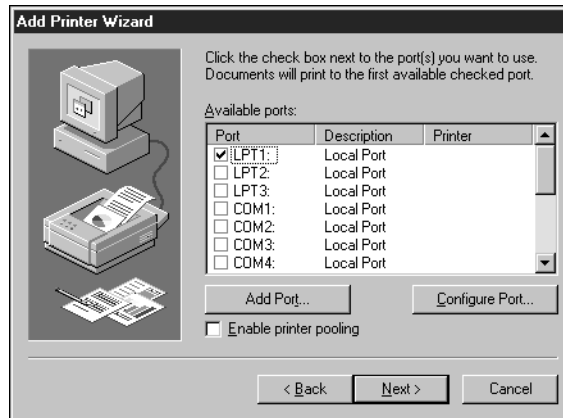 Add Printer Wizard
Click the check box next to the port(s) you want to use.
Documents will print to the first available checked port.
Available ports:
Port Description Printer
LPT1: Local Port
LPT2: Local Port
LPT3: Local Port
COM1: Local Port
COM2: Local Port
COM3: Local Port
COM4: Local Port
Add Port... Configure Port...
Enable printer pooling
< Back Next > Cancel